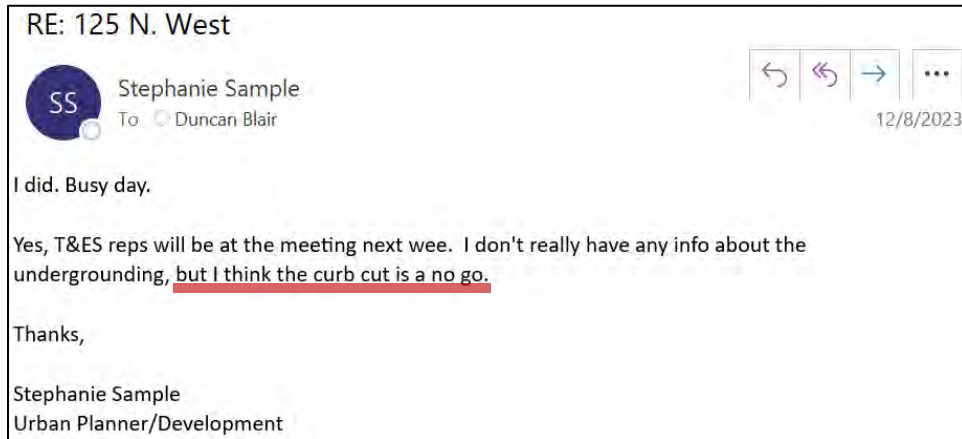 RE: 125 N. West
SS
Stephanie Sample
To Duncan Blair
12/8/2023
I did. Busy day.
Yes, T&ES reps will be at the meeting next wee. I don't really have any info about the
undergrounding, but I think the curb cut is a no go.
Thanks,
Stephanie Sample
Urban Planner/Development